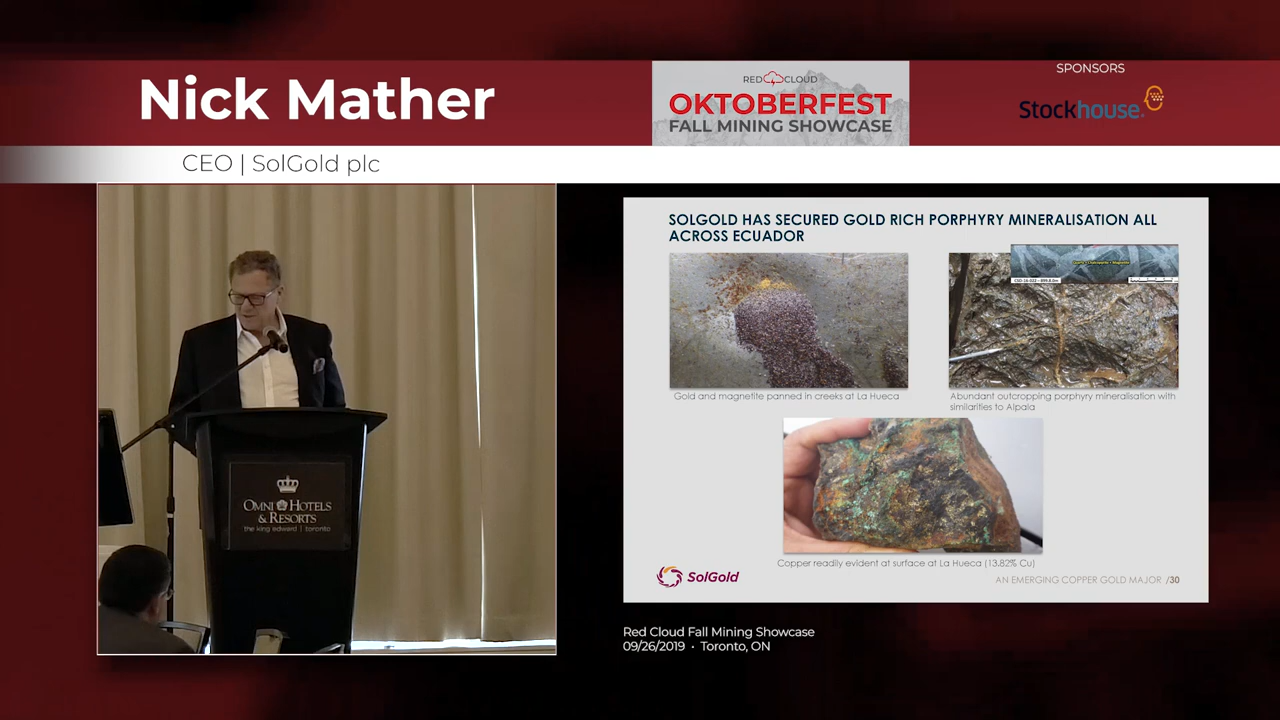 Nick Mather
CEO | SolGold plc
RED CLOUD
OKTOBERFEST
FALL MINING SHOWCASE
SPONSORS
Stockhouse
OMNI HOTELS
& RESORTS
the king edward | toronto
SOLGOLD HAS SECURED GOLD RICH PORPHYRY MINERALISATION ALL
ACROSS ECUADOR
Gold and magnetite panned in creeks at La Hueca
Abundant outcropping porphyry mineralisation with
similarities to Alpala
Copper readily evident at surface at La Hueca (13.82% Cu)
SolGold
AN EMERGING COPPER GOLD MAJOR /30
Red Cloud Fall Mining Showcase
09/26/2019 • Toronto, ON